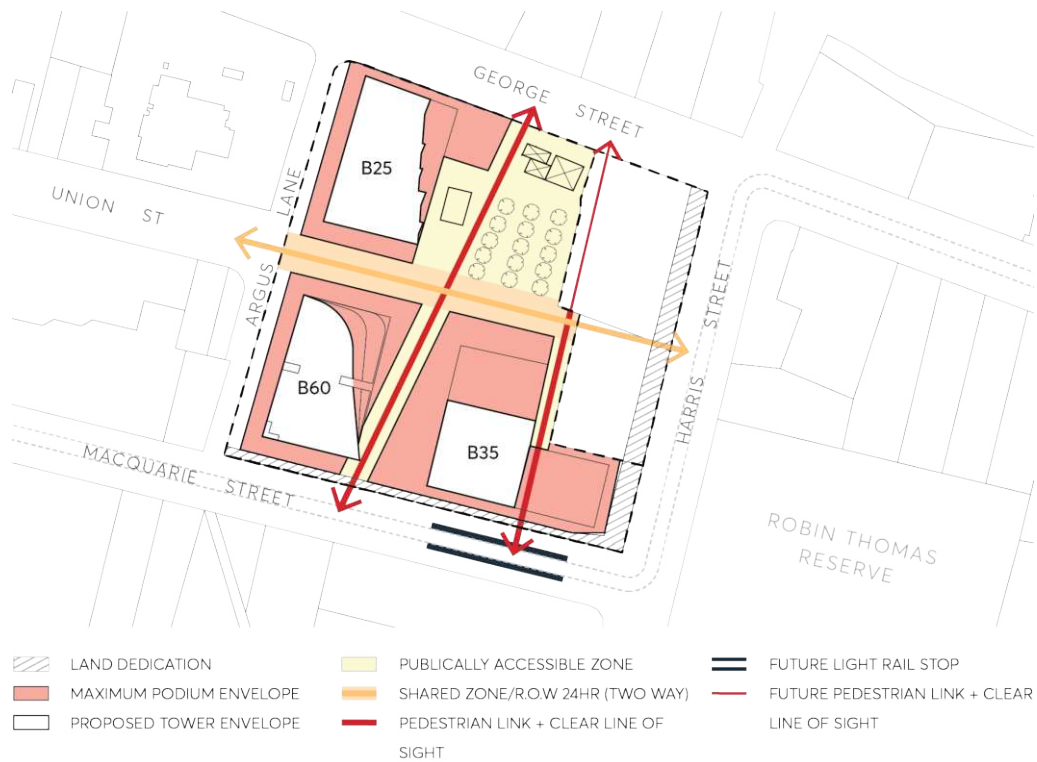 GEORGE STREET
B25
UNION ST
ARGUS LANE
HARRIS STREET
B60
B35
MACQUARIE STREET
ROBIN THOMAS
RESERVE
LAND DEDICATION
MAXIMUM PODIUM ENVELOPE
PROPOSED TOWER ENVELOPE
PUBLICALLY ACCESSIBLE ZONE
SHARED ZONE/R.O.W 24HR (TWO WAY)
PEDESTRIAN LINK + CLEAR LINE OF
SIGHT
FUTURE LIGHT RAIL STOP
FUTURE PEDESTRIAN LINK + CLEAR
LINE OF SIGHT